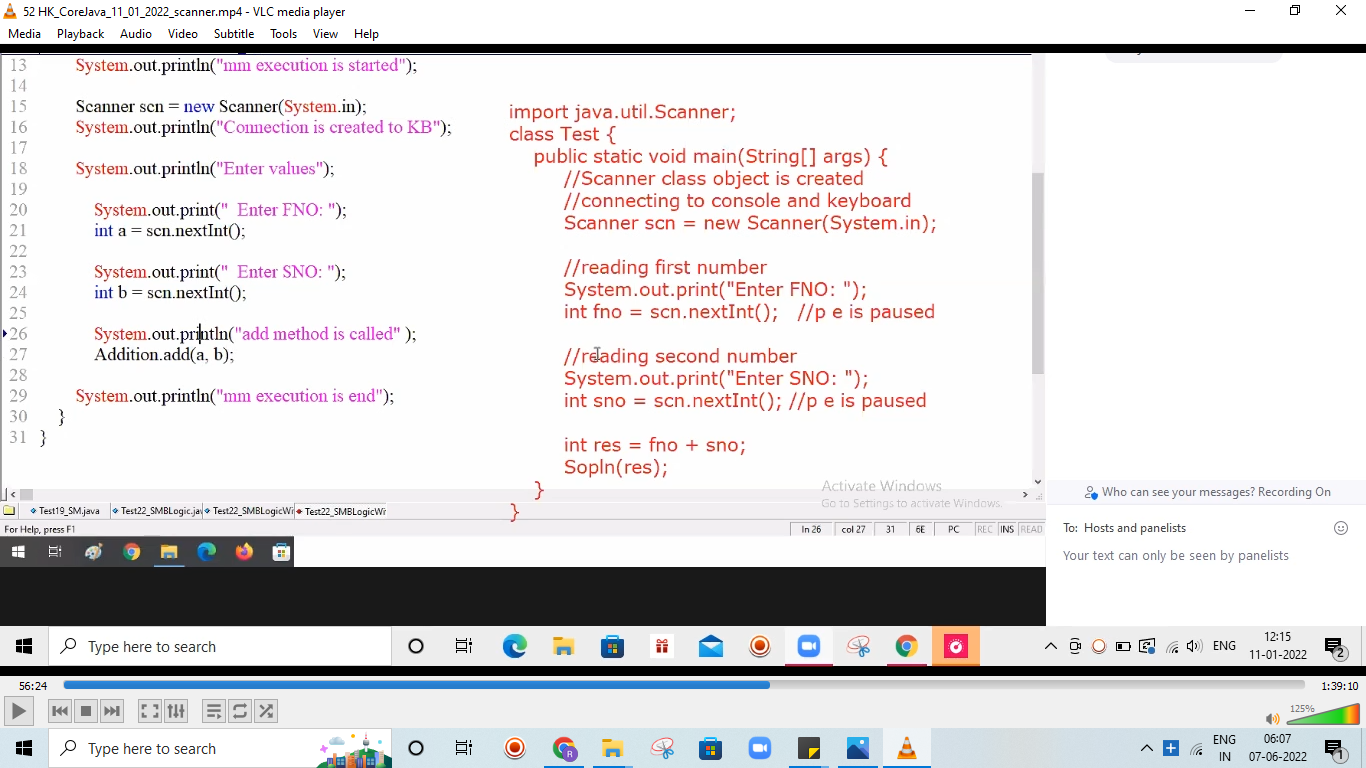 52 HK_CoreJava_11_01_2022_scanner.mp4 - VLC media player
Media Playback Audio Video Subtitle Tools View Help
13 System.out.println("mm execution is started");
14
15 Scanner scn = new Scanner(System.in);
16 System.out.println("Connection is created to KB");
17
18 System.out.println("Enter values");
19
20 System.out.print("  Enter FNO: ");
21 int a = scn.nextInt();
22
23 System.out.print("  Enter SNO: ");
24 int b = scn.nextInt();
25
26 System.out.println("add method is called" );
27 Addition.add(a, b);
28
29 System.out.println("mm execution is end");
30 }
31 }
import java.util.Scanner;
class Test {
public static void main(String[] args) {
//Scanner class object is created
//connecting to console and keyboard
Scanner scn = new Scanner(System.in);
//reading first number
System.out.print("Enter FNO: ");
int fno = scn.nextInt(); //p e is paused
//reading second number
System.out.print("Enter SNO: ");
int sno = scn.nextInt(); //p e is paused
int res = fno + sno;
Sopln(res);
}
}
Activate Windows
Go to Settings to activate Windows.
Test19_SM.java Test22_SMBLogic.ja Test22_SMBLogicWi Test22_SMBLogicWi
For Help, press F1
ln 26 col 27 31 6E PC REC INS READ
Who can see your messages? Recording On
To: Hosts and panelists
Your text can only be seen by panelists
Type here to search
ENG
12:15
11-01-2022
2
56:24
1:39:10
125%
Type here to search
R
ENG
IN
06:07
07-06-2022
1